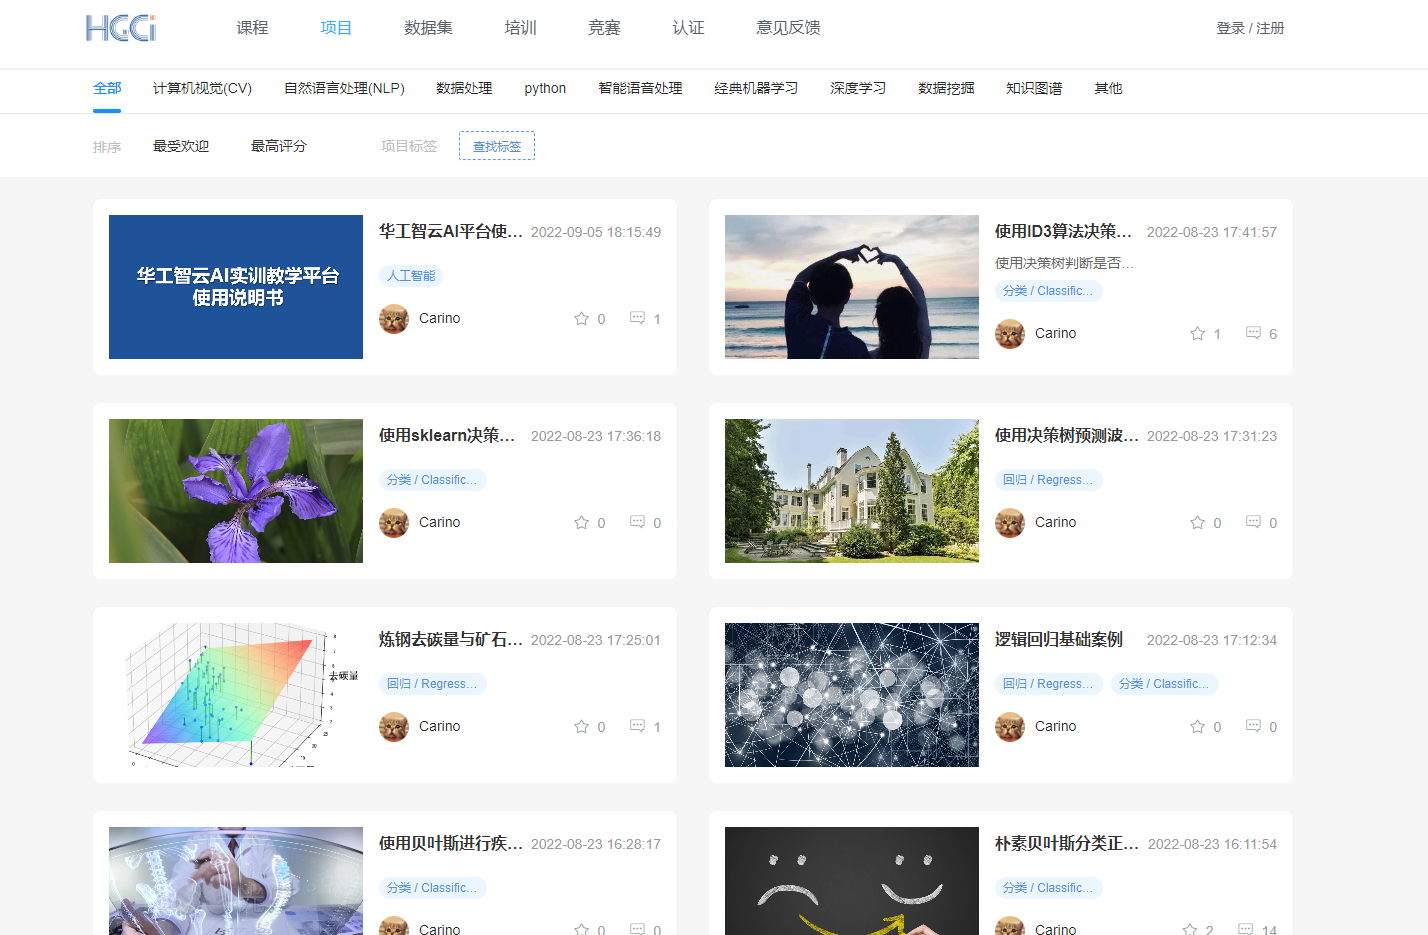 HGCi 课程 项目 数据集 培训 竞赛 认证 意见反馈 登录 / 注册
全部 计算机视觉(CV) 自然语言处理(NLP) 数据处理 python 智能语音处理 经典机器学习 深度学习 数据挖掘 知识图谱 其他
排序 最受欢迎 最高评分 项目标签 查找标签
华工智云AI实训教学平台
使用说明书
华工智云AI平台使... 2022-09-05 18:15:49
人工智能
Carino 0 1
使用ID3算法决策... 2022-08-23 17:41:57
使用决策树判断是否...
分类 / Classific...
Carino 1 6
使用sklearn决策... 2022-08-23 17:36:18
分类 / Classific...
Carino 0 0
使用决策树预测波... 2022-08-23 17:31:23
回归 / Regress...
Carino 0 0
去碳量
炼钢去碳量与矿石... 2022-08-23 17:25:01
回归 / Regress...
Carino 0 1
逻辑回归基础案例 2022-08-23 17:12:34
回归 / Regress... 分类 / Classific...
Carino 0 0
使用贝叶斯进行疾... 2022-08-23 16:28:17
分类 / Classific...
Carino 0 0
朴素贝叶斯分类正... 2022-08-23 16:11:54
分类 / Classific...
Carino 2 14